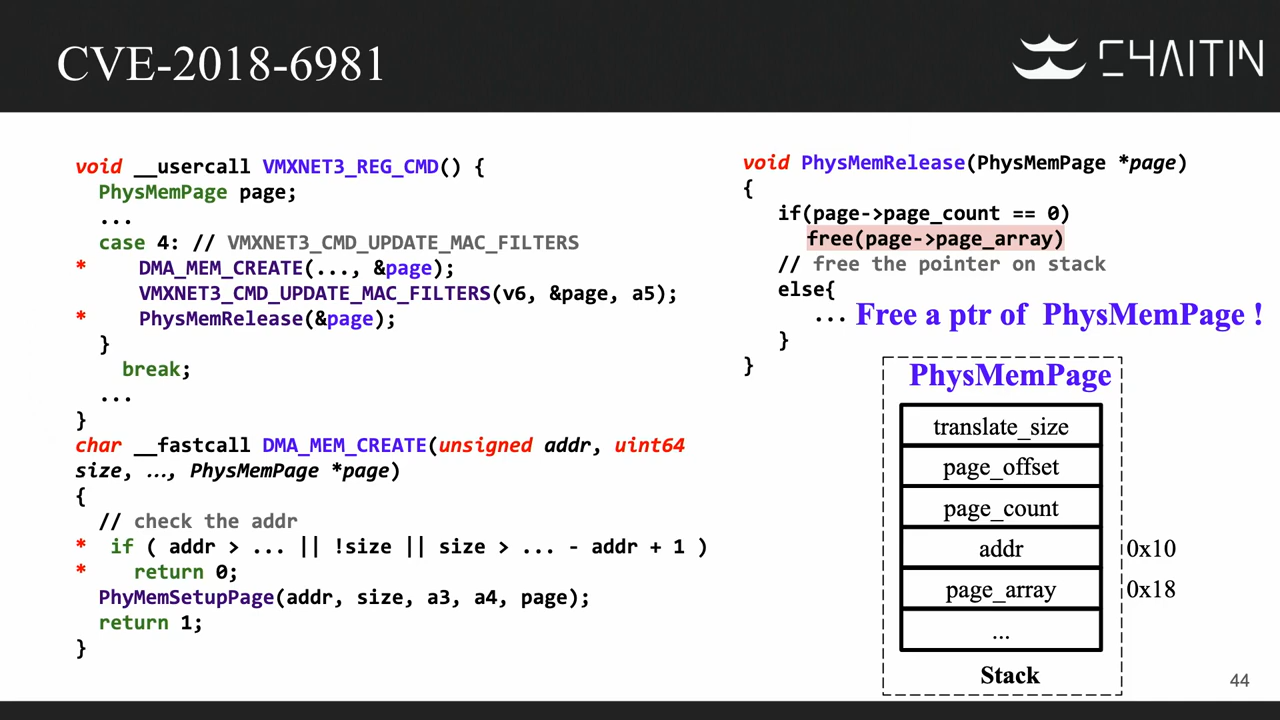 CVE-2018-6981
CHAITIN
void __usercall VMXNET3_REG_CMD() {
PhysMemPage page;
...
case 4: // VMXNET3_CMD_UPDATE_MAC_FILTERS
* DMA_MEM_CREATE(..., &page);
VMXNET3_CMD_UPDATE_MAC_FILTERS(v6, &page, a5);
* PhysMemRelease(&page);
}
break;
...
}
char __fastcall DMA_MEM_CREATE(unsigned addr, uint64
size, ..., PhysMemPage *page)
{
// check the addr
* if ( addr > ... || !size || size > ... - addr + 1 )
* return 0;
PhyMemSetupPage(addr, size, a3, a4, page);
return 1;
}
void PhysMemRelease(PhysMemPage *page)
{
if(page->page_count == 0)
free(page->page_array)
// free the pointer on stack
else{
... Free a ptr of PhysMemPage !
}
}
PhysMemPage
translate_size
page_offset
page_count
addr 0x10
page_array 0x18
...
Stack
44